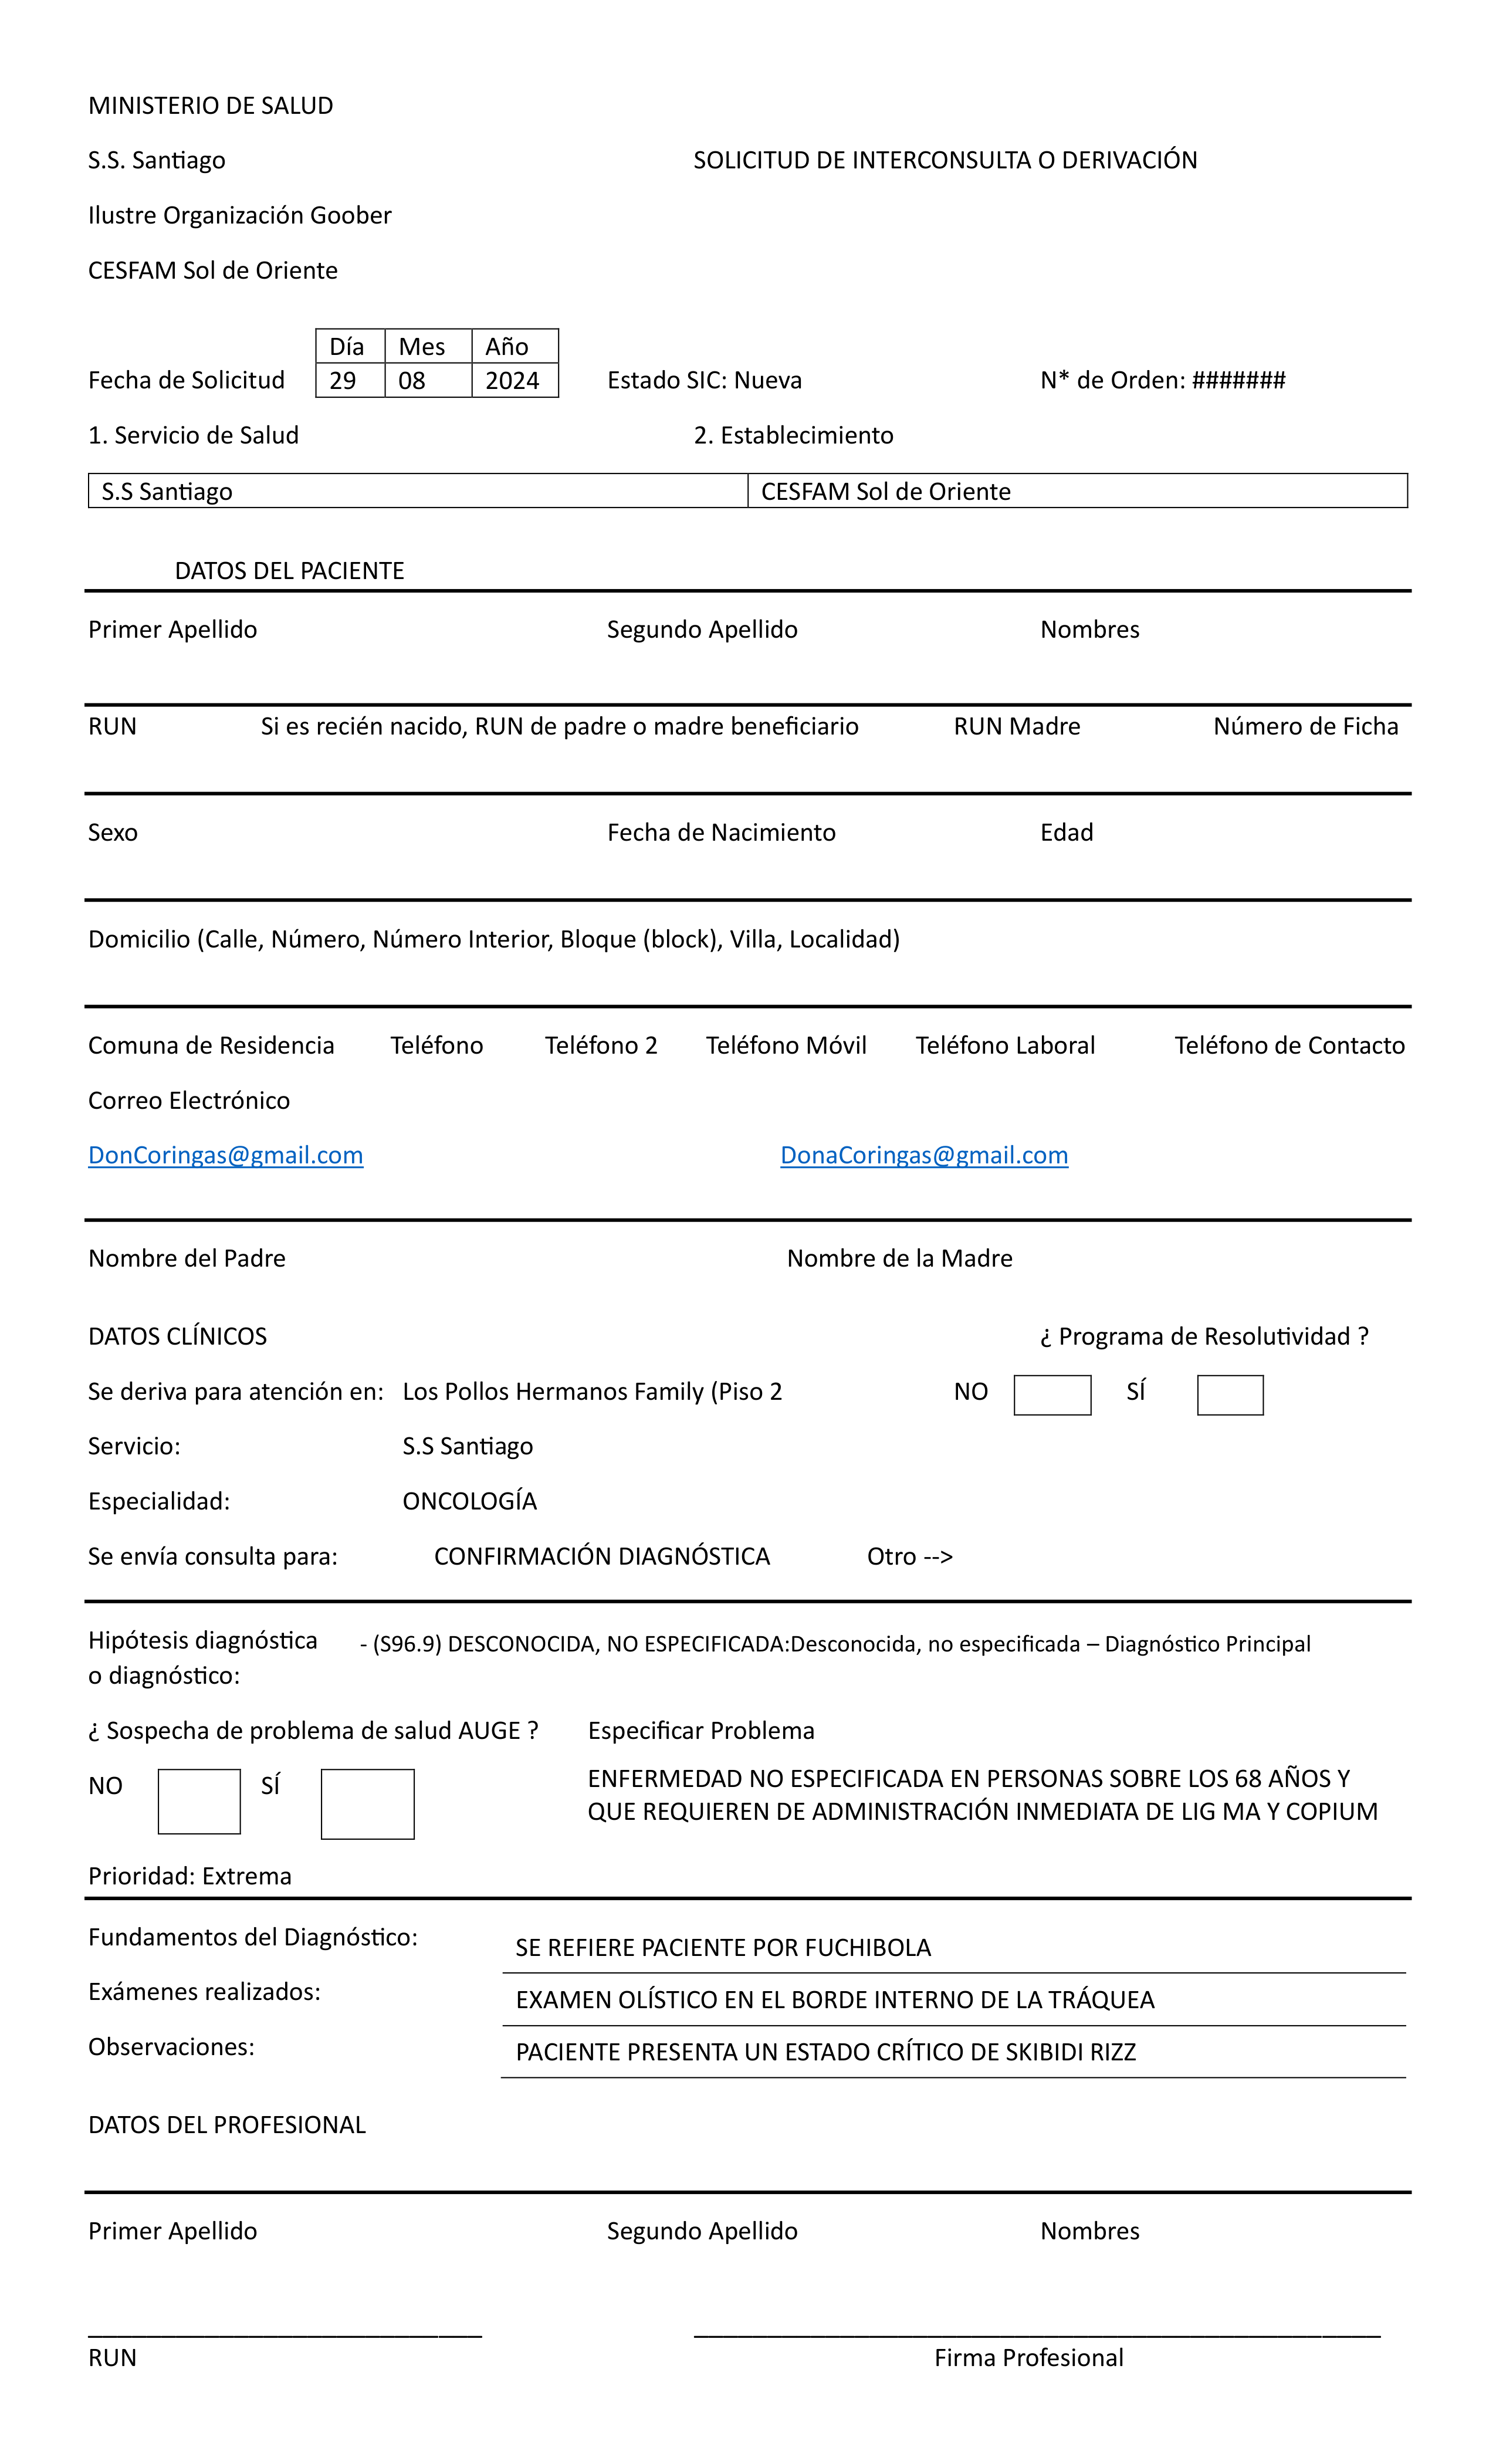 MINISTERIO DE SALUD
S.S. Santiago SOLICITUD DE INTERCONSULTA O DERIVACIÓN
Ilustre Organización Goober
CESFAM Sol de Oriente
Día Mes Año
Fecha de Solicitud 29 08 2024 Estado SIC: Nueva N* de Orden: #######
1. Servicio de Salud 2. Establecimiento
S.S Santiago CESFAM Sol de Oriente
DATOS DEL PACIENTE
Primer Apellido Segundo Apellido Nombres
RUN Si es recién nacido, RUN de padre o madre beneficiario RUN Madre Número de Ficha
Sexo Fecha de Nacimiento Edad
Domicilio (Calle, Número, Número Interior, Bloque (block), Villa, Localidad)
Comuna de Residencia Teléfono Teléfono 2 Teléfono Móvil Teléfono Laboral Teléfono de Contacto
Correo Electrónico
DonCoringas@gmail.com DonaCoringas@gmail.com
Nombre del Padre Nombre de la Madre
DATOS CLÍNICOS ¿ Programa de Resolutividad ?
Se deriva para atención en: Los Pollos Hermanos Family (Piso 2 NO SÍ
Servicio: S.S Santiago
Especialidad: ONCOLOGÍA
Se envía consulta para: CONFIRMACIÓN DIAGNÓSTICA Otro -->
Hipótesis diagnóstica - (S96.9) DESCONOCIDA, NO ESPECIFICADA:Desconocida, no especificada – Diagnóstico Principal
o diagnóstico:
¿ Sospecha de problema de salud AUGE ? Especificar Problema
NO SÍ ENFERMEDAD NO ESPECIFICADA EN PERSONAS SOBRE LOS 68 AÑOS Y
QUE REQUIEREN DE ADMINISTRACIÓN INMEDIATA DE LIG MA Y COPIUM
Prioridad: Extrema
Fundamentos del Diagnóstico: SE REFIERE PACIENTE POR FUCHIBOLA
Exámenes realizados: EXAMEN OLÍSTICO EN EL BORDE INTERNO DE LA TRÁQUEA
Observaciones: PACIENTE PRESENTA UN ESTADO CRÍTICO DE SKIBIDI RIZZ
DATOS DEL PROFESIONAL
Primer Apellido Segundo Apellido Nombres
RUN Firma Profesional